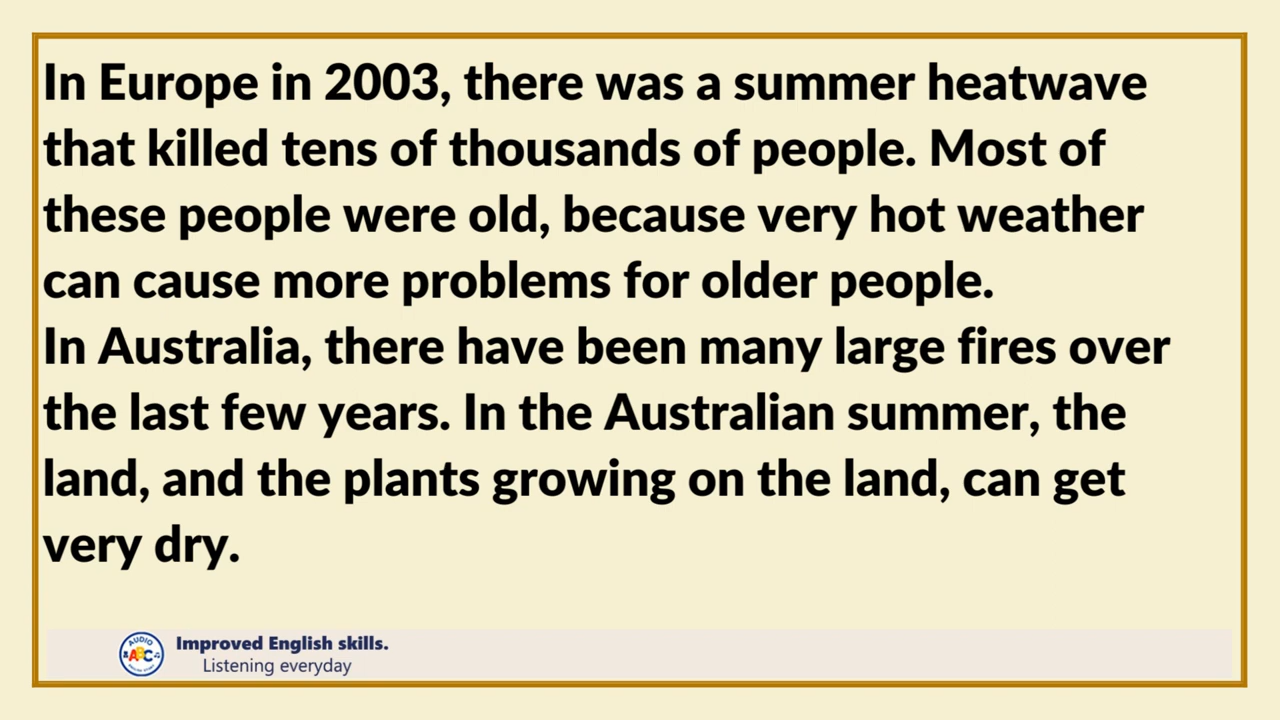 In Europe in 2003, there was a summer heatwave
that killed tens of thousands of people. Most of
these people were old, because very hot weather
can cause more problems for older people.
In Australia, there have been many large fires over
the last few years. In the Australian summer, the
land, and the plants growing on the land, can get
very dry.
AUDIO
ABC
Improved English skills.
Listening everyday